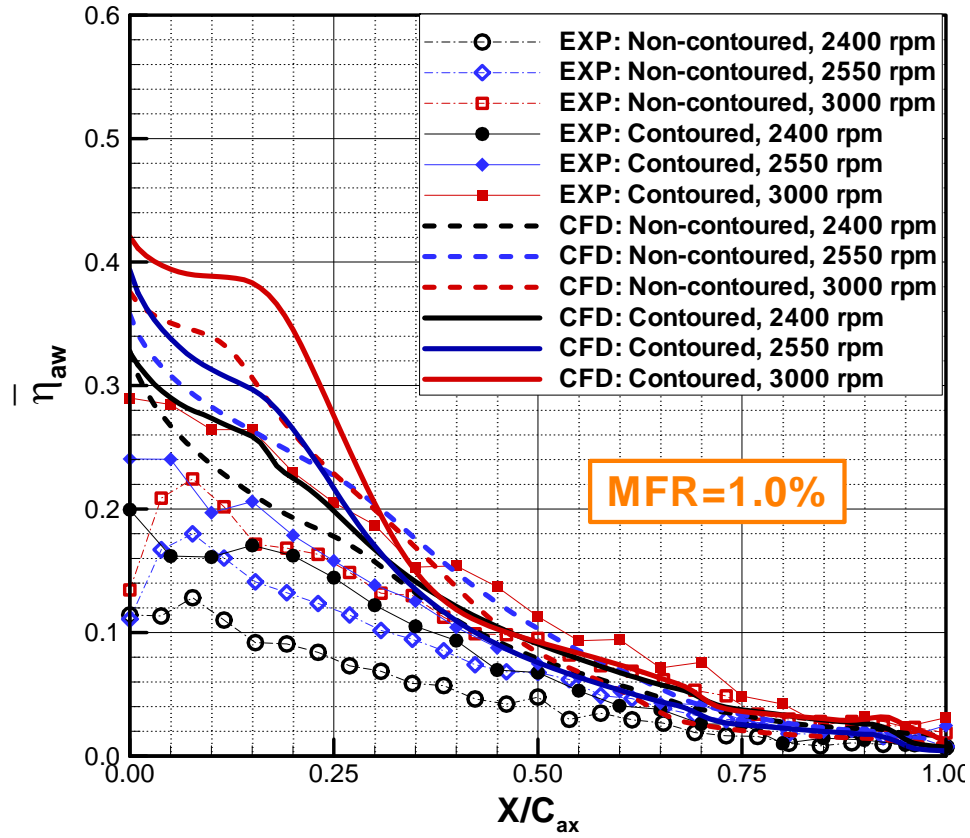 0.6
0.5
0.4
0.3
0.2
0.1
0.0
η̅aw
EXP: Non-contoured, 2400 rpm
EXP: Non-contoured, 2550 rpm
EXP: Non-contoured, 3000 rpm
EXP: Contoured, 2400 rpm
EXP: Contoured, 2550 rpm
EXP: Contoured, 3000 rpm
CFD: Non-contoured, 2400 rpm
CFD: Non-contoured, 2550 rpm
CFD: Non-contoured, 3000 rpm
CFD: Contoured, 2400 rpm
CFD: Contoured, 2550 rpm
CFD: Contoured, 3000 rpm
MFR=1.0%
0.00 0.25 0.50 0.75 1.00
X/Cax